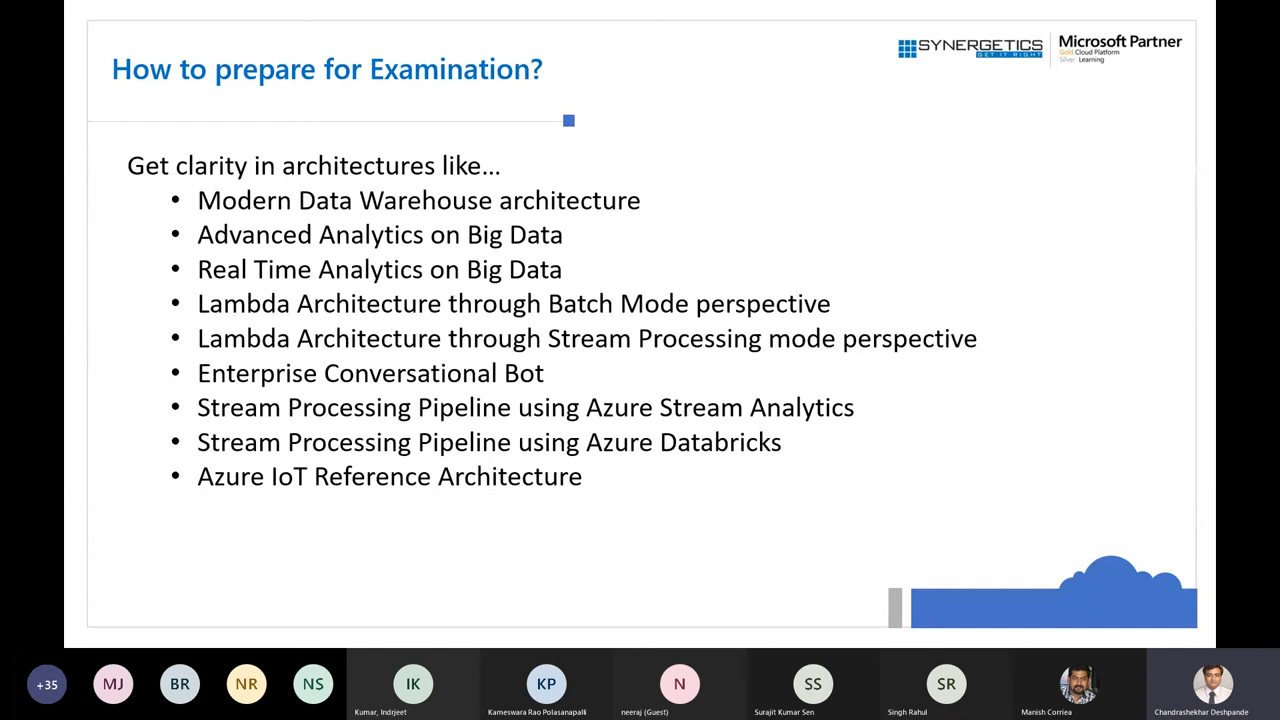 How to prepare for Examination?
SYNERGETICS
GET IT RIGHT
Microsoft Partner
Gold Cloud Platform
Silver Learning
Get clarity in architectures like...
• Modern Data Warehouse architecture
• Advanced Analytics on Big Data
• Real Time Analytics on Big Data
• Lambda Architecture through Batch Mode perspective
• Lambda Architecture through Stream Processing mode perspective
• Enterprise Conversational Bot
• Stream Processing Pipeline using Azure Stream Analytics
• Stream Processing Pipeline using Azure Databricks
• Azure IoT Reference Architecture
+35
MJ
BR
NR
NS
IK
KP
N
SS
SR
Kumar, Indrjeet
Kameswara Rao Polasanapalli
neeraj (Guest)
Surajit Kumar Sen
Singh Rahul
Manish Corriea
Chandrashekhar Deshpande